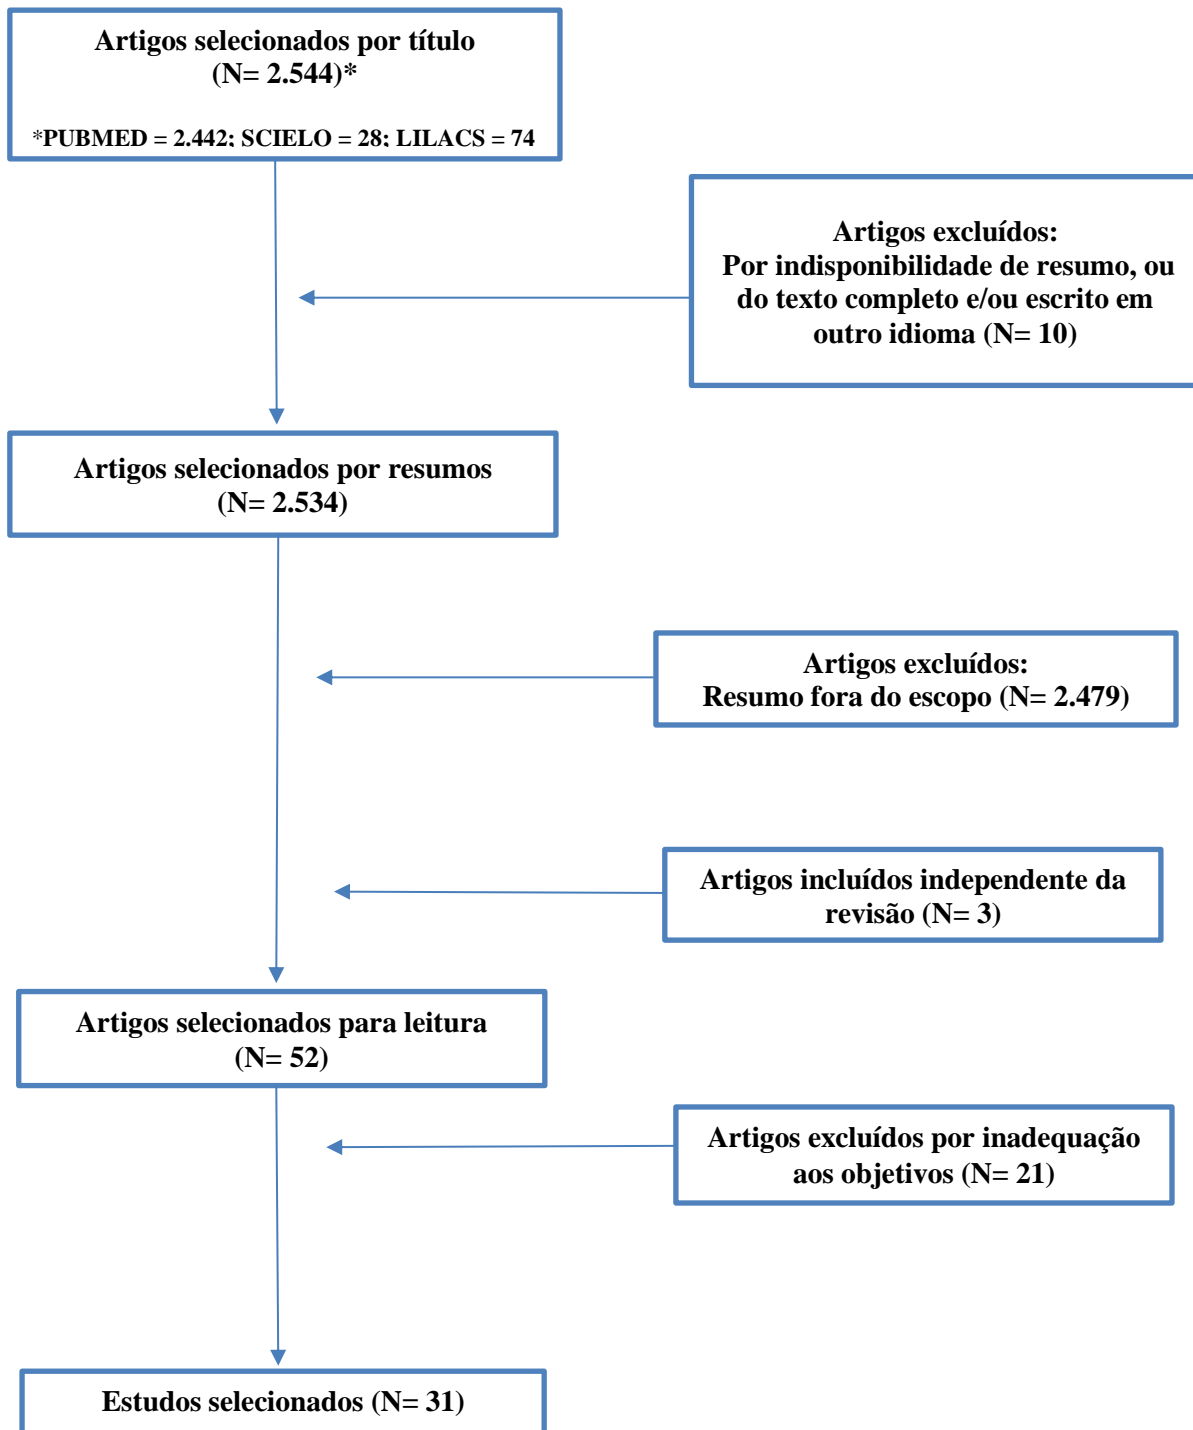 Artigos selecionados por título
(N= 2.544)*
*PUBMED = 2.442; SCIELO = 28; LILACS = 74
Artigos excluídos:
Por indisponibilidade de resumo, ou
do texto completo e/ou escrito em
outro idioma (N= 10)
Artigos selecionados por resumos
(N= 2.534)
Artigos excluídos:
Resumo fora do escopo (N= 2.479)
Artigos incluídos independente da
revisão (N= 3)
Artigos selecionados para leitura
(N= 52)
Artigos excluídos por inadequação
aos objetivos (N= 21)
Estudos selecionados (N= 31)